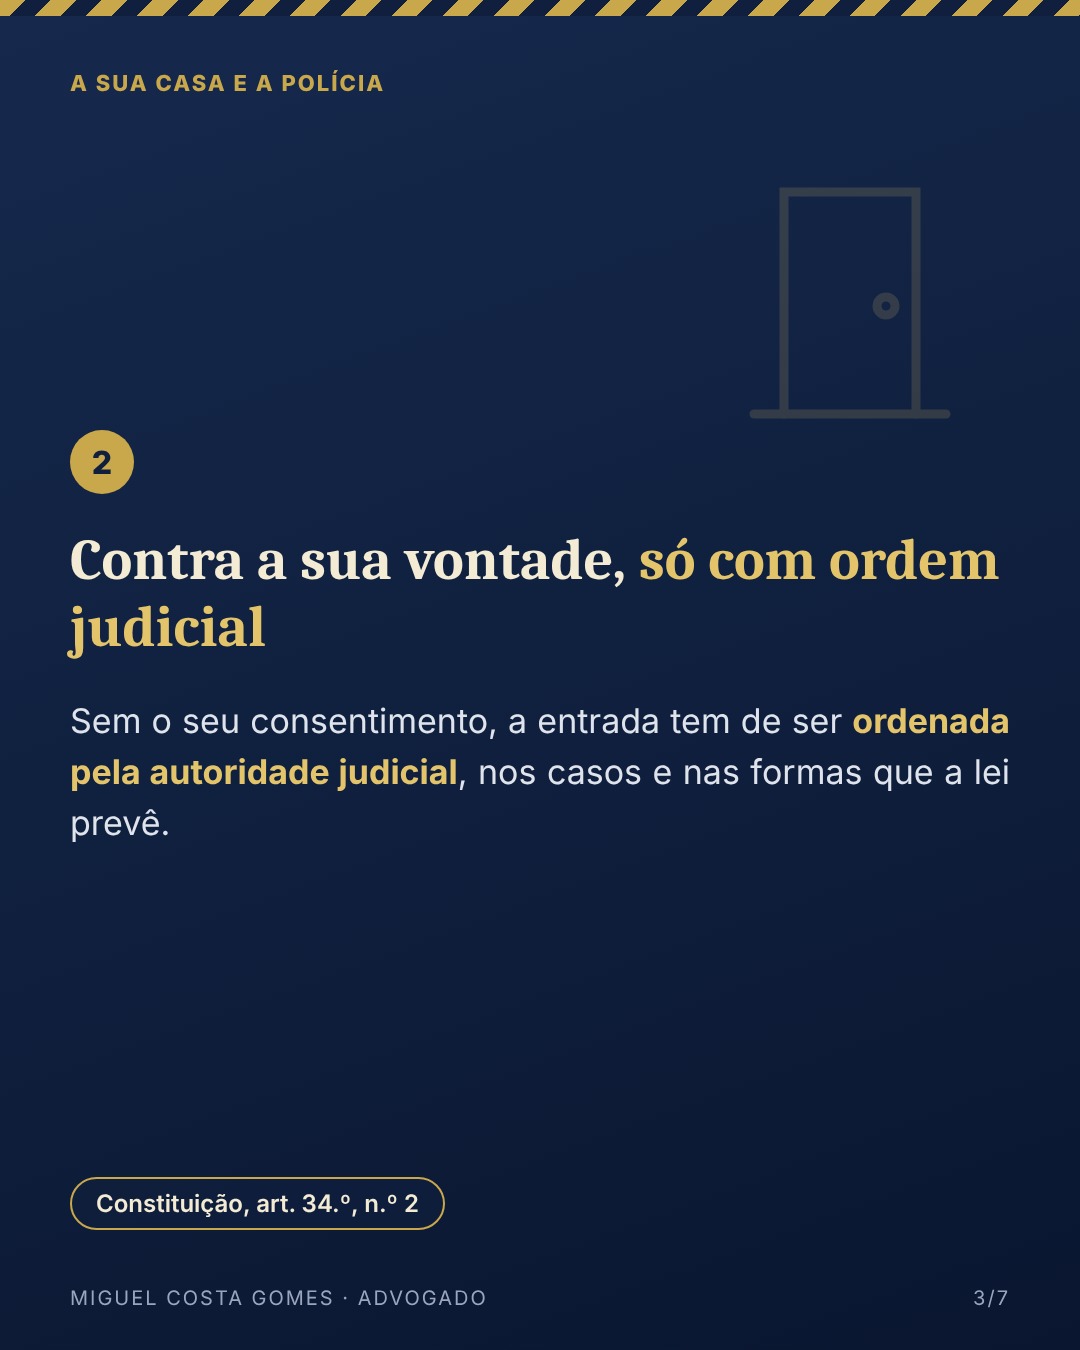 A SUA CASA E A POLÍCIA
2
Contra a sua vontade, só com ordem
judicial
Sem o seu consentimento, a entrada tem de ser ordenada
pela autoridade judicial, nos casos e nas formas que a lei
prevê.
Constituição, art. 34.º, n.º 2
MIGUEL COSTA GOMES · ADVOGADO
3/7